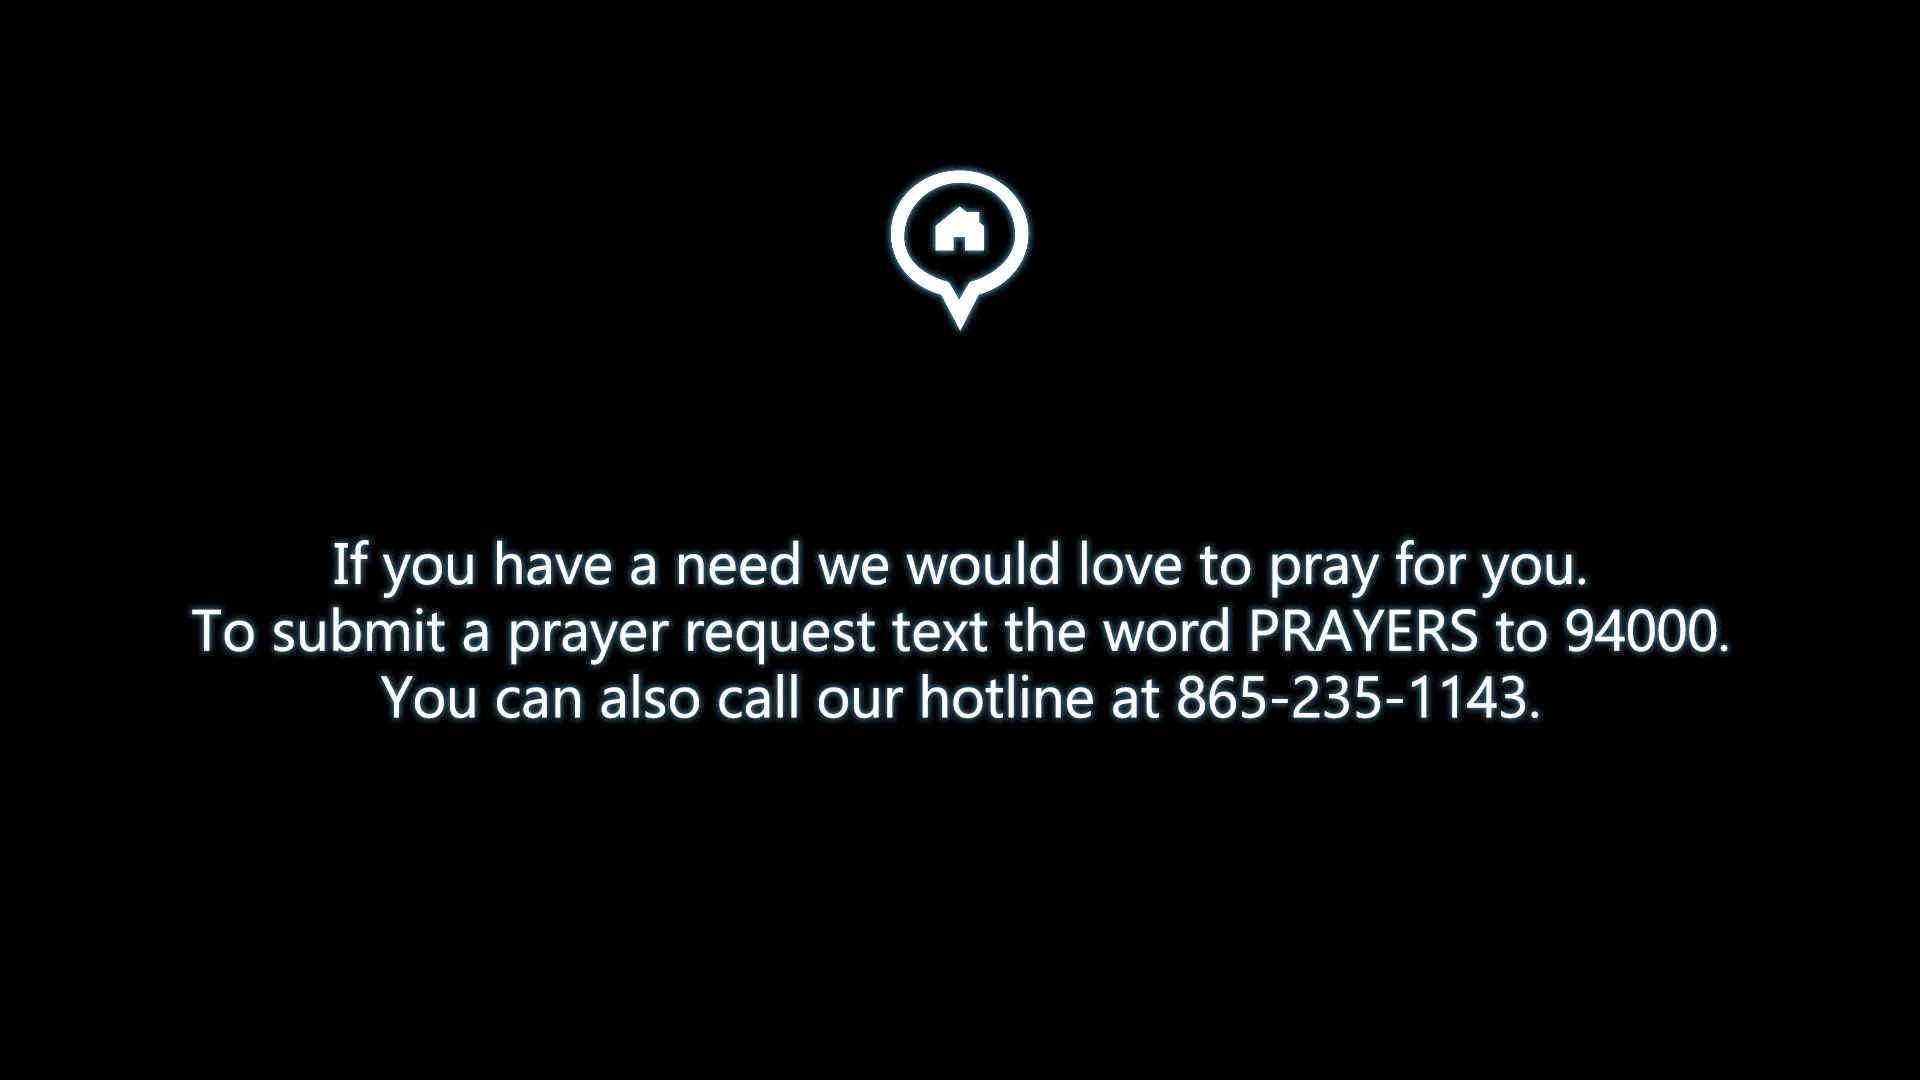 If you have a need we would love to pray for you.
To submit a prayer request text the word PRAYERS to 94000.
You can also call our hotline at 865-235-1143.